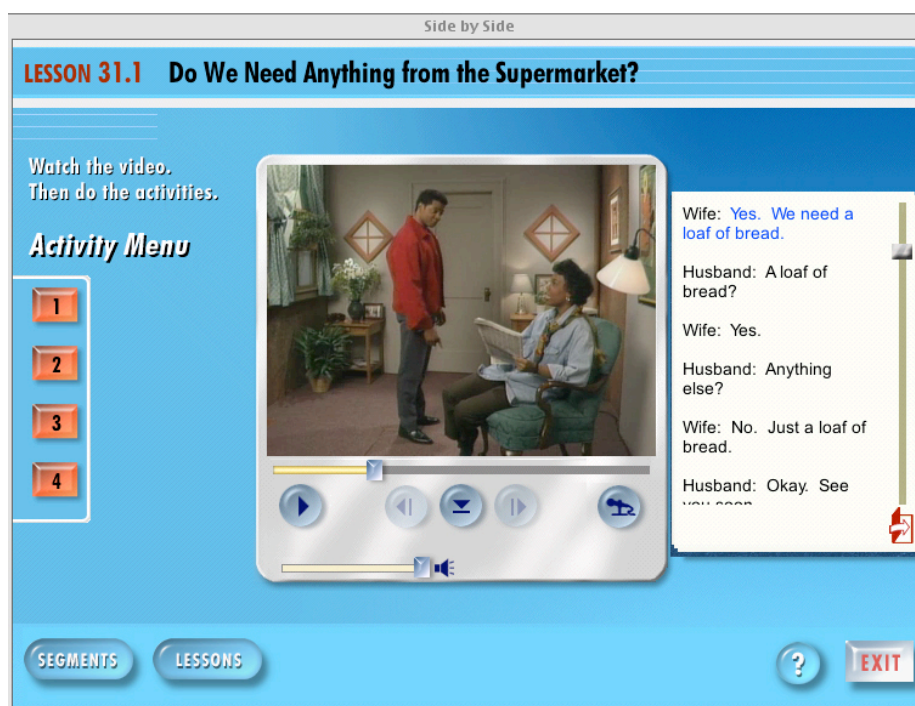 Side by Side
LESSON 31.1 Do We Need Anything from the Supermarket?
Watch the video.
Then do the activities.
Activity Menu
1
2
3
4
Wife: Yes. We need a
loaf of bread.
Husband: A loaf of
bread?
Wife: Yes.
Husband: Anything
else?
Wife: No. Just a loaf of
bread.
Husband: Okay. See
you soon
SEGMENTS
LESSONS
?
EXIT